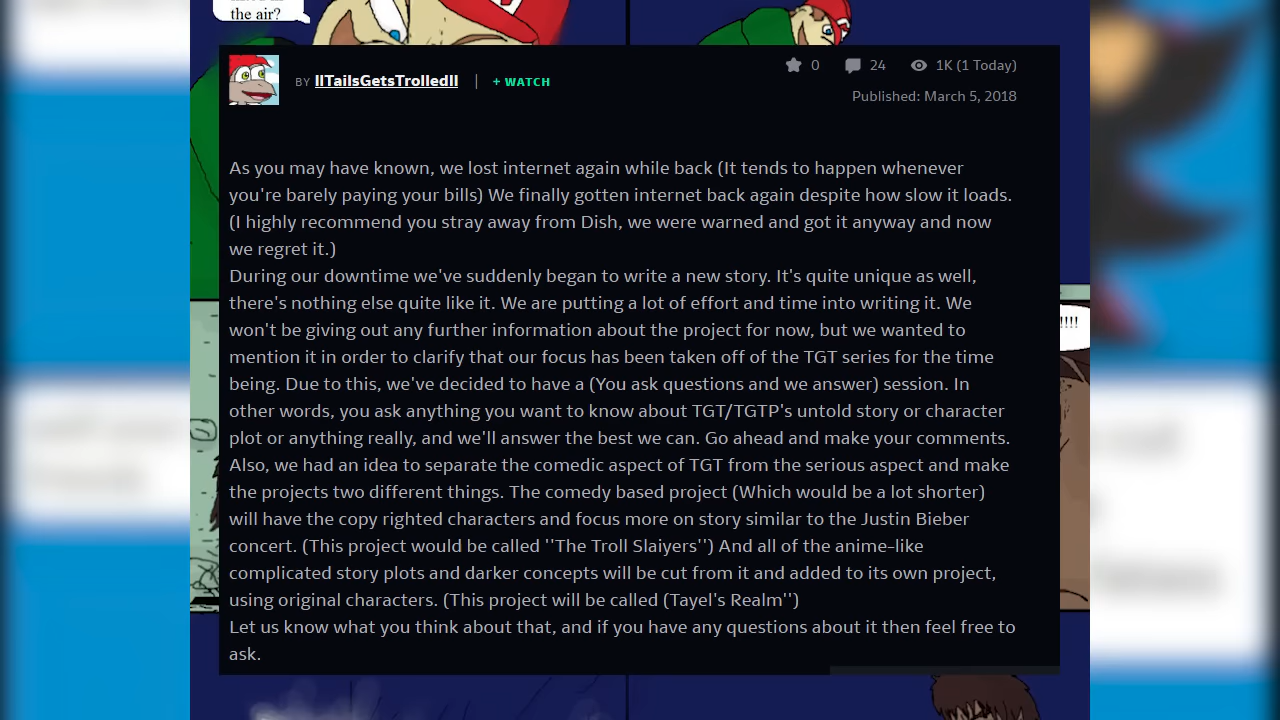 the air?
BY llTailsGetsTrolledll | + WATCH
0 24 1K (1 Today)
Published: March 5, 2018
As you may have known, we lost internet again while back (It tends to happen whenever
you're barely paying your bills) We finally gotten internet back again despite how slow it loads.
(I highly recommend you stray away from Dish, we were warned and got it anyway and now
we regret it.)
During our downtime we've suddenly began to write a new story. It's quite unique as well,
there's nothing else quite like it. We are putting a lot of effort and time into writing it. We
won't be giving out any further information about the project for now, but we wanted to
mention it in order to clarify that our focus has been taken off of the TGT series for the time
being. Due to this, we've decided to have a (You ask questions and we answer) session. In
other words, you ask anything you want to know about TGT/TGTP's untold story or character
plot or anything really, and we'll answer the best we can. Go ahead and make your comments.
Also, we had an idea to separate the comedic aspect of TGT from the serious aspect and make
the projects two different things. The comedy based project (Which would be a lot shorter)
will have the copy righted characters and focus more on story similar to the Justin Bieber
concert. (This project would be called ''The Troll Slaiyers'') And all of the anime-like
complicated story plots and darker concepts will be cut from it and added to its own project,
using original characters. (This project will be called (Tayel's Realm'')
Let us know what you think about that, and if you have any questions about it then feel free to
ask.
!!!!